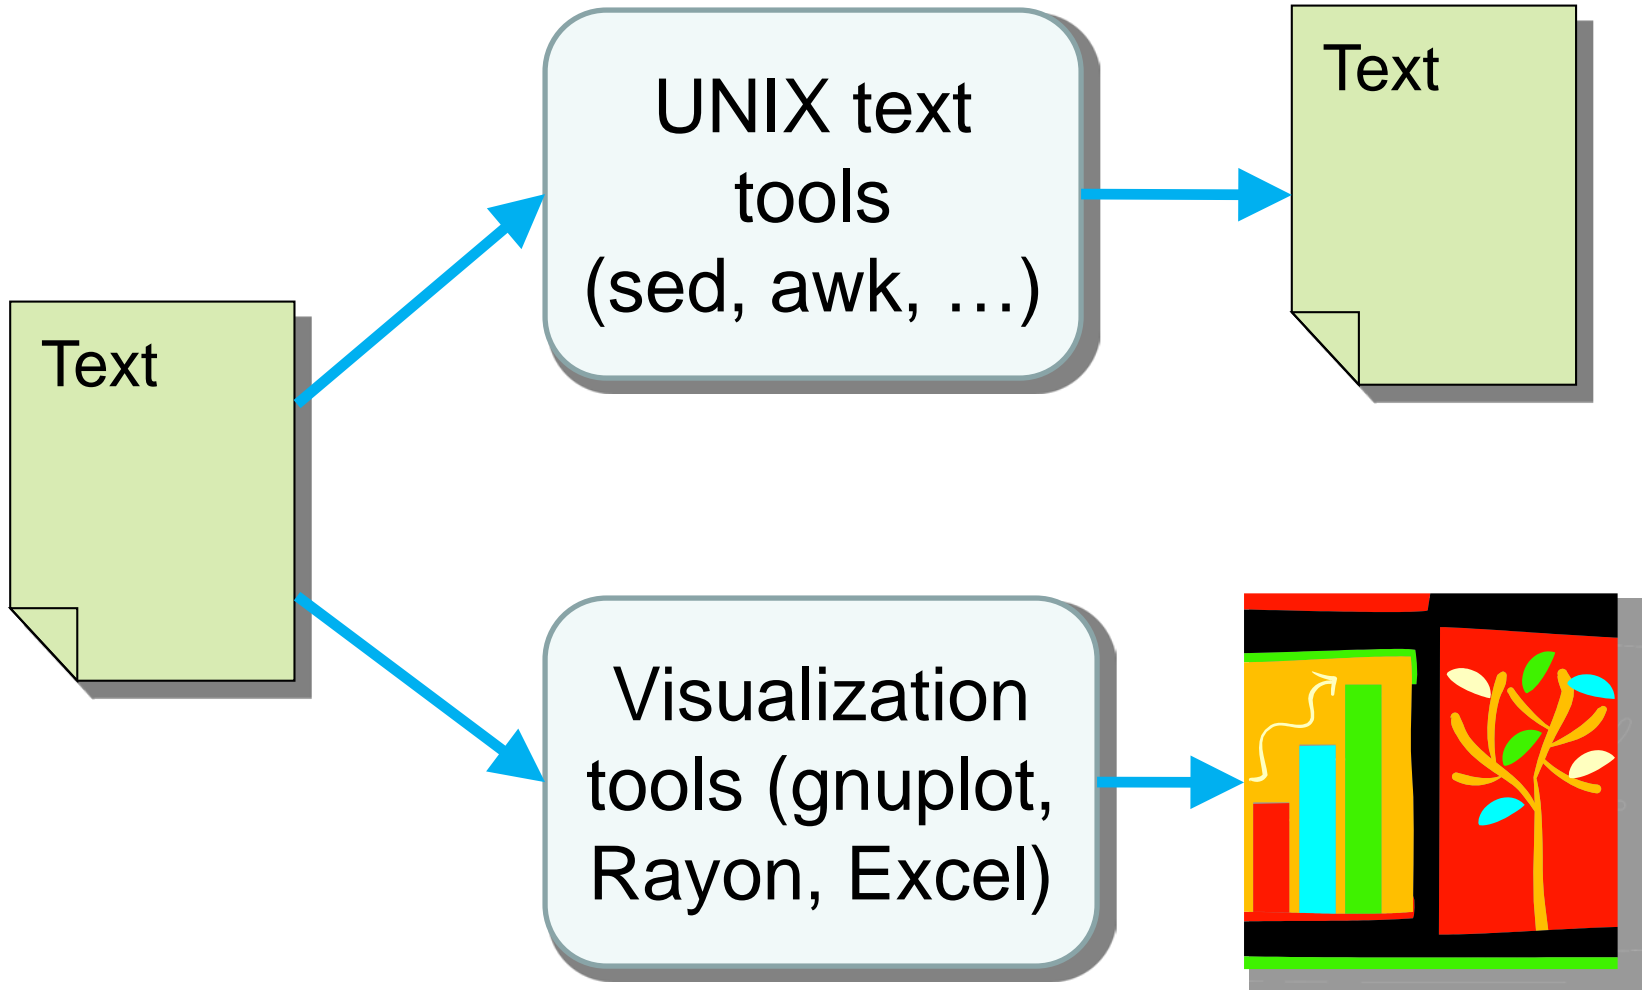 Text
UNIX text
tools
(sed, awk, …)
Text
Visualization
tools (gnuplot,
Rayon, Excel)